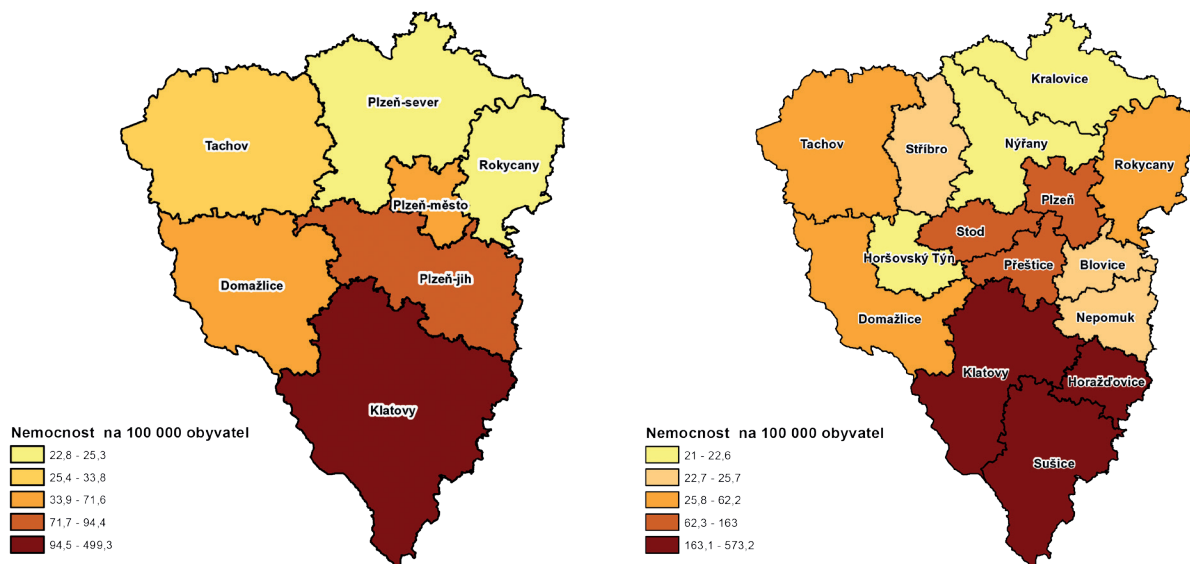 Plzeň-sever
Tachov
Rokycany
Plzeň-město
Plzeň-jih
Domažlice
Klatovy
Nemocnost na 100 000 obyvatel
22,8 - 25,3
25,4 - 33,8
33,9 - 71,6
71,7 - 94,4
94,5 - 499,3
Kralovice
Tachov
Stříbro
Nýřany
Rokycany
Plzeň
Stod
Horšovský Týn
Přeštice
Blovice
Domažlice
Nepomuk
Klatovy
Horažďovice
Sušice
Nemocnost na 100 000 obyvatel
21 - 22,6
22,7 - 25,7
25,8 - 62,2
62,3 - 163
163,1 - 573,2